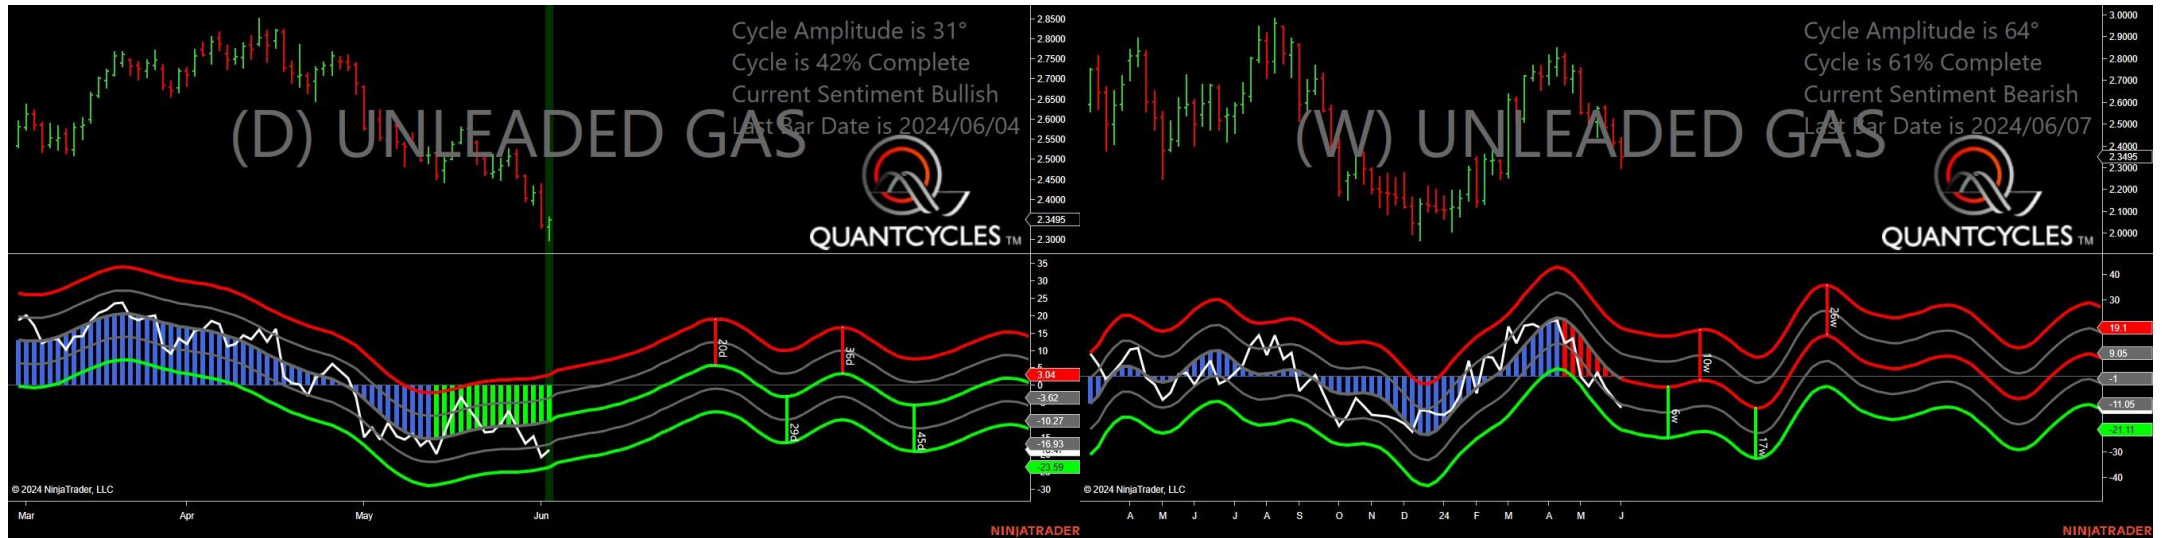 Cycle Amplitude is 31°
Cycle is 42% Complete
Current Sentiment Bullish
Last Bar Date is 2024/06/04
(D) UNLEADED GAS
QUANTCYCLES TM
2.8500
2.8000
2.7500
2.7000
2.6500
2.6000
2.5500
2.5000
2.4500
2.4000
2.3495
2.3000
35
30
25
20
15
10
0
3.04
-3.62
-10.27
-16.93
-23.59
-30
20d
36d
29d
45d
© 2024 NinjaTrader, LLC
Mar
Apr
May
Jun
NINJATRADER
Cycle Amplitude is 64°
Cycle is 61% Complete
Current Sentiment Bearish
Last Bar Date is 2024/06/07
(W) UNLEADED GAS
QUANTCYCLES TM
3.0000
2.9000
2.8000
2.7000
2.6000
2.5000
2.4000
2.3495
2.3000
2.2000
2.1000
2.0000
40
30
19.1
9.05
-1
-11.05
-21.11
-30
-40
10w
26w
6w
17w
© 2024 NinjaTrader, LLC
A M J J A S O N D 24 F M A M J
NINJATRADER